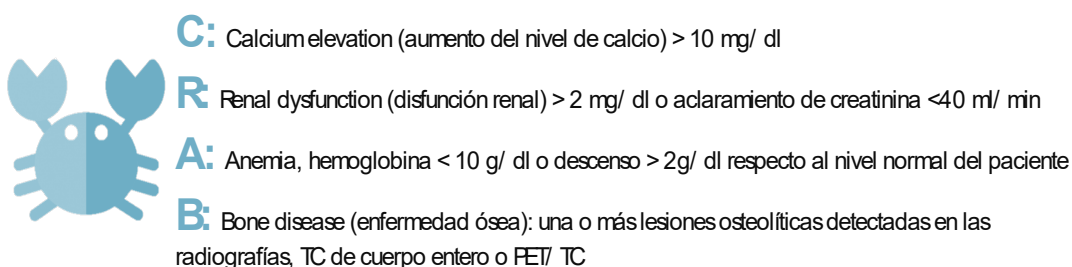 C: Calcium elevation (aumento del nivel de calcio) > 10 mg/ dl
R: Renal dysfunction (disfunción renal) > 2 mg/ dl o aclaramiento de creatinina <40 ml/ min
A: Anemia, hemoglobina < 10 g/ dl o descenso > 2g/ dl respecto al nivel normal del paciente
B: Bone disease (enfermedad ósea): una o más lesiones osteolíticas detectadas en las
radiografías, TC de cuerpo entero o PET/ TC